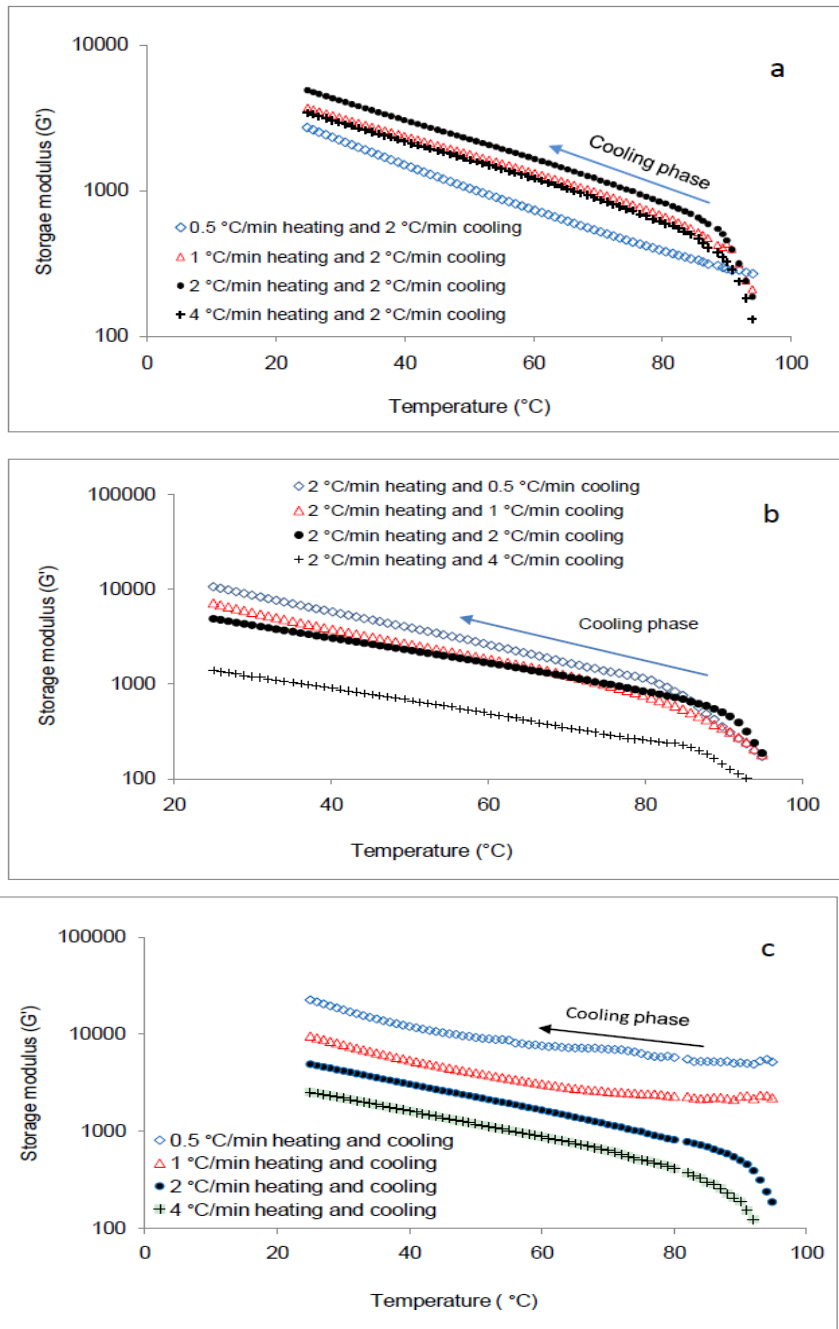 10000
a
Cooling phase
Storgae modulus (G')
1000
0.5 °C/min heating and 2 °C/min cooling
1 °C/min heating and 2 °C/min cooling
2 °C/min heating and 2 °C/min cooling
4 °C/min heating and 2 °C/min cooling
100
0 20 40 60 80 100
Temperature (°C)
100000
2 °C/min heating and 0.5 °C/min cooling
2 °C/min heating and 1 °C/min cooling
2 °C/min heating and 2 °C/min cooling
2 °C/min heating and 4 °C/min cooling
b
10000
Cooling phase
Storage modulus (G')
1000
100
20 40 60 80 100
Temperature (°C)
100000
c
Cooling phase
10000
Storage modulus (G')
1000
0.5 °C/min heating and cooling
1 °C/min heating and cooling
2 °C/min heating and cooling
4 °C/min heating and cooling
100
0 20 40 60 80 100
Temperature ( °C)